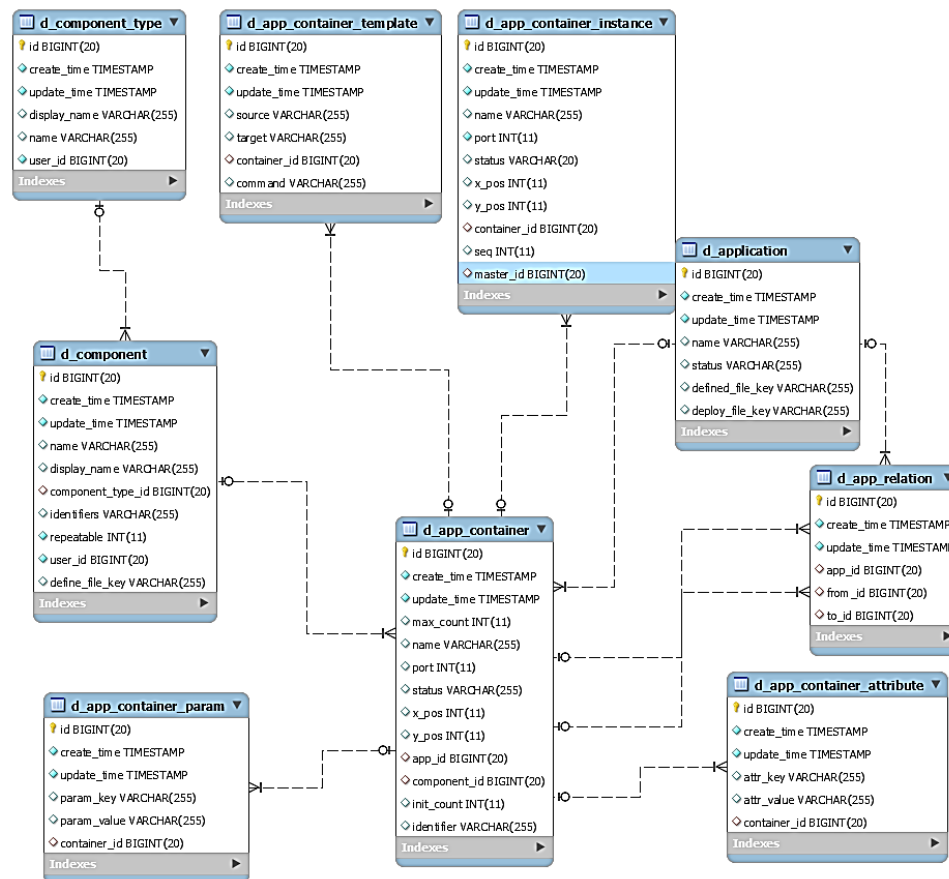 d_component_type
id BIGINT(20)
create_time TIMESTAMP
update_time TIMESTAMP
display_name VARCHAR(255)
name VARCHAR(255)
user_id BIGINT(20)
Indexes
d_app_container_template
id BIGINT(20)
create_time TIMESTAMP
update_time TIMESTAMP
source VARCHAR(255)
target VARCHAR(255)
container_id BIGINT(20)
command VARCHAR(255)
Indexes
d_app_container_instance
id BIGINT(20)
create_time TIMESTAMP
update_time TIMESTAMP
name VARCHAR(255)
port INT(11)
status VARCHAR(20)
x_pos INT(11)
y_pos INT(11)
container_id BIGINT(20)
seq INT(11)
master_id BIGINT(20)
Indexes
d_application
id BIGINT(20)
create_time TIMESTAMP
update_time TIMESTAMP
name VARCHAR(255)
status VARCHAR(255)
defined_file_key VARCHAR(255)
deploy_file_key VARCHAR(255)
Indexes
d_component
id BIGINT(20)
create_time TIMESTAMP
update_time TIMESTAMP
name VARCHAR(255)
display_name VARCHAR(255)
component_type_id BIGINT(20)
identifiers VARCHAR(255)
repeatable INT(11)
user_id BIGINT(20)
define_file_key VARCHAR(255)
Indexes
d_app_relation
id BIGINT(20)
create_time TIMESTAMP
update_time TIMESTAMP
app_id BIGINT(20)
from_id BIGINT(20)
to_id BIGINT(20)
Indexes
d_app_container
id BIGINT(20)
create_time TIMESTAMP
update_time TIMESTAMP
max_count INT(11)
name VARCHAR(255)
port INT(11)
status VARCHAR(255)
x_pos INT(11)
y_pos INT(11)
app_id BIGINT(20)
component_id BIGINT(20)
init_count INT(11)
identifier VARCHAR(255)
Indexes
d_app_container_param
id BIGINT(20)
create_time TIMESTAMP
update_time TIMESTAMP
param_key VARCHAR(255)
param_value VARCHAR(255)
container_id BIGINT(20)
Indexes
d_app_container_attribute
id BIGINT(20)
create_time TIMESTAMP
update_time TIMESTAMP
attr_key VARCHAR(255)
attr_value VARCHAR(255)
container_id BIGINT(20)
Indexes